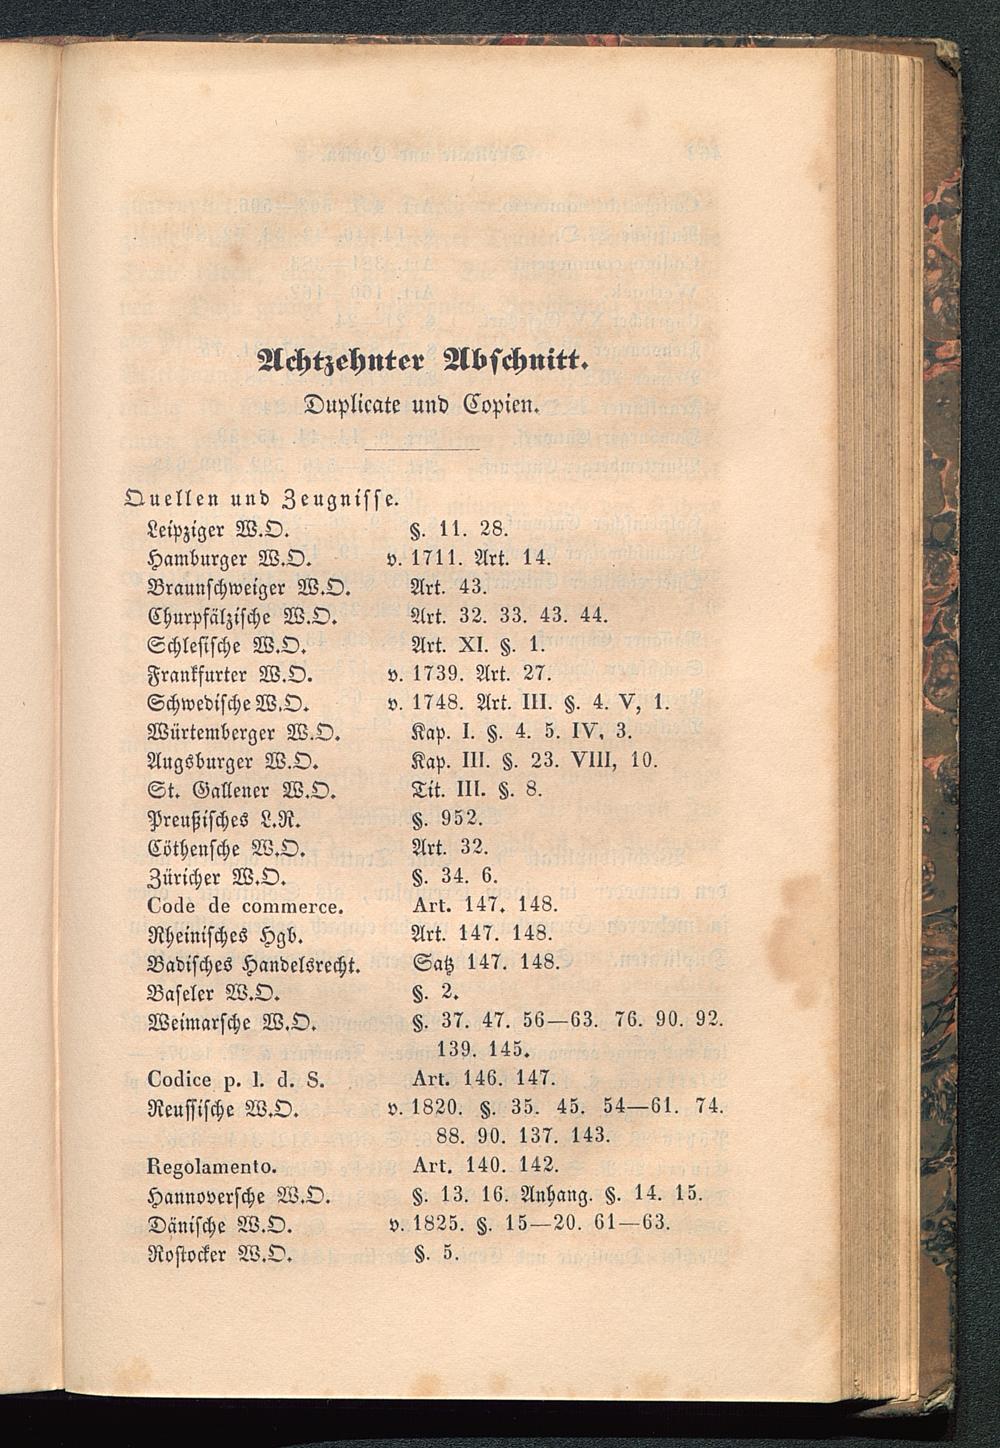 Achtzehnter Abschnitt.
Duplicate und Copien.
Quellen und Zeugnisse.
Leipziger W.O. §. 11. 28.
Hamburger W.O. v. 1711. Art. 14.
Braunschweiger W.O. Art. 43.
Churpfälzische W.O. Art. 32. 33. 43. 44.
Schlesische W.O. Art. XI. §. 1.
Frankfurter W.O. v. 1739. Art. 27.
Schwedische W.O. v. 1748. Art. III. §. 4. V, 1.
Würtemberger W.O. Kap. I. §. 4. 5. IV, 3.
Augsburger W.O. Kap. III. §. 23. VIII, 10.
St. Gallener W.O. Tit. III. §. 8.
Preußisches L.R. §. 952.
Cöthensche W.O. Art. 32.
Züricher W.O. §. 34. 6.
Code de commerce. Art. 147. 148.
Rheinisches Hgb. Art. 147. 148.
Badisches Handelsrecht. Satz 147. 148.
Baseler W.O. §. 2.
Weimarsche W.O. §. 37. 47. 56—63. 76. 90. 92.
139. 145.
Codice p. l. d. S. Art. 146. 147.
Reussische W.O. v. 1820. §. 35. 45. 54—61. 74.
88. 90. 137. 143.
Regolamento. Art. 140. 142.
Hannoversche W.O. §. 13. 16. Anhang. §. 14. 15.
Dänische W.O. v. 1825. §. 15—20. 61—63.
Rostocker W.O. §. 5.